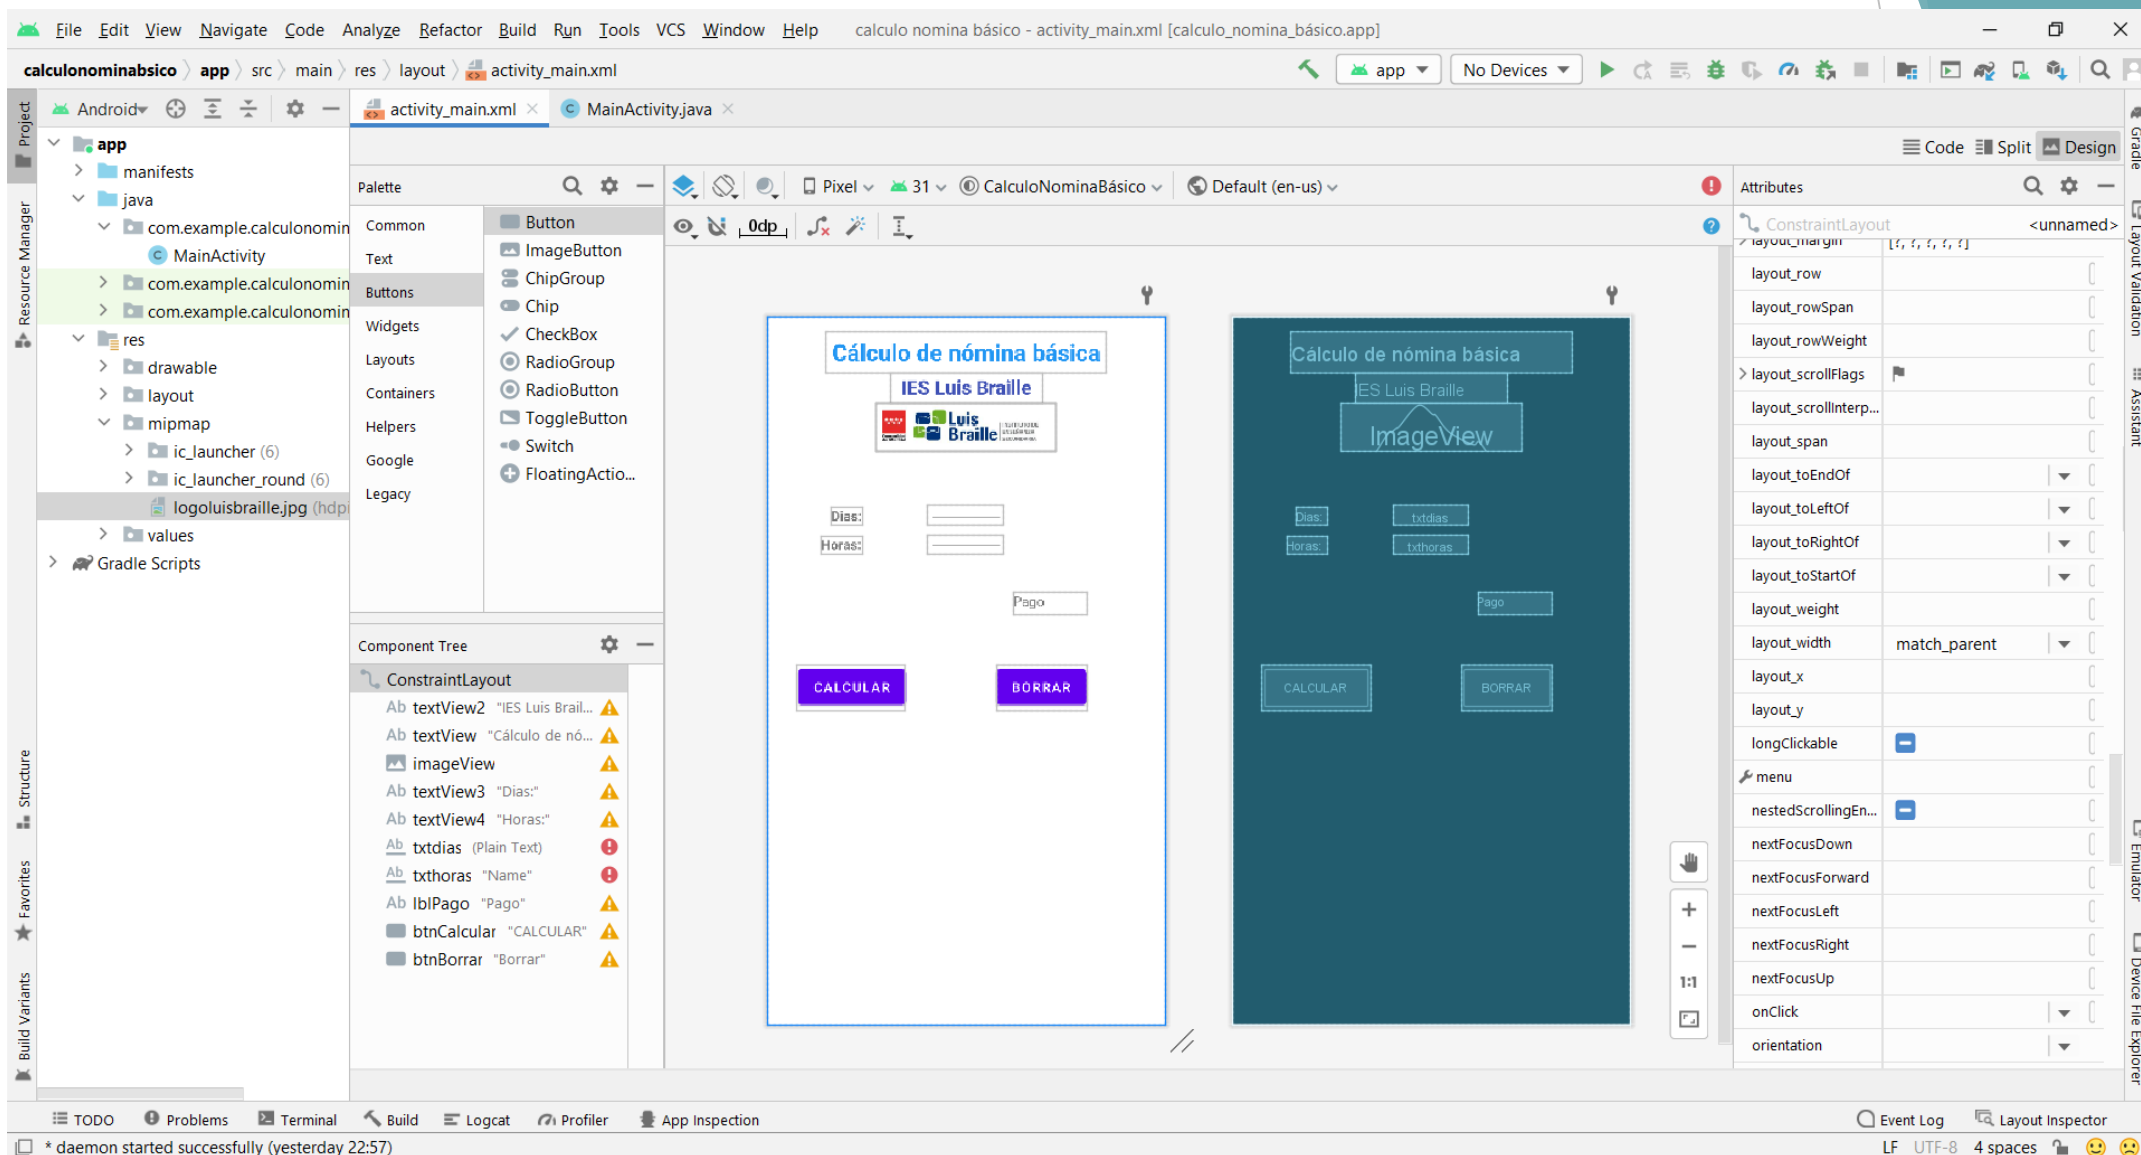 File Edit View Navigate Code Analyze Refactor Build Run Tools VCS Window Help calculo nomina básico - activity_main.xml [calculo_nomina_básico.app]
calculonominabsico app src main res layout activity_main.xml app No Devices
Project
Resource Manager
Structure
Favorites
Build Variants
Android
app
manifests
java
com.example.calculonomin
MainActivity
com.example.calculonomin
com.example.calculonomin
res
drawable
layout
mipmap
ic_launcher (6)
ic_launcher_round (6)
logoluisbraille.jpg (hdpi
values
Gradle Scripts
activity_main.xml MainActivity.java
Code Split Design
Palette
Common
Text
Buttons
Widgets
Layouts
Containers
Helpers
Google
Legacy
Button
ImageButton
ChipGroup
Chip
CheckBox
RadioGroup
RadioButton
ToggleButton
Switch
FloatingActio...
Component Tree
ConstraintLayout
Ab textView2 "IES Luis Brail...
Ab textView "Cálculo de nó...
imageView
Ab textView3 "Dias:"
Ab textView4 "Horas:"
Ab txtdias (Plain Text)
Ab txthoras "Name"
Ab lblPago "Pago"
btnCalcular "CALCULAR"
btnBorrar "Borrar"
Pixel 31 CalculoNominaBásico Default (en-us)
0dp
Cálculo de nómina básica
IES Luis Braille
Luis
Braille
Dias:
Horas:
Pago
CALCULAR BORRAR
Cálculo de nómina básica
IES Luis Braille
ImageView
Dias: txtdias
Horas: txthoras
Pago
CALCULAR BORRAR
1:1
Attributes
ConstraintLayout <unnamed>
layout_margin [?, ?, ?, ?, ?]
layout_row
layout_rowSpan
layout_rowWeight
layout_scrollFlags
layout_scrollInterp...
layout_span
layout_toEndOf
layout_toLeftOf
layout_toRightOf
layout_toStartOf
layout_weight
layout_width match_parent
layout_x
layout_y
longClickable
menu
nestedScrollingEn...
nextFocusDown
nextFocusForward
nextFocusLeft
nextFocusRight
nextFocusUp
onClick
orientation
Gradle
Layout Validation
Assistant
Emulator
Device File Explorer
TODO Problems Terminal Build Logcat Profiler App Inspection Event Log Layout Inspector
* daemon started successfully (yesterday 22:57) LF UTF-8 4 spaces